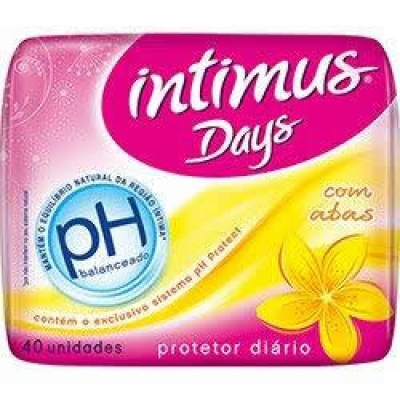 intimus®
Days
com
abas
MANTÉM O EQUILÍBRIO NATURAL DA REGIÃO ÍNTIMA*
pH
balanceado
contém o exclusivo sistema pH Protect
40 unidades
protetor diário